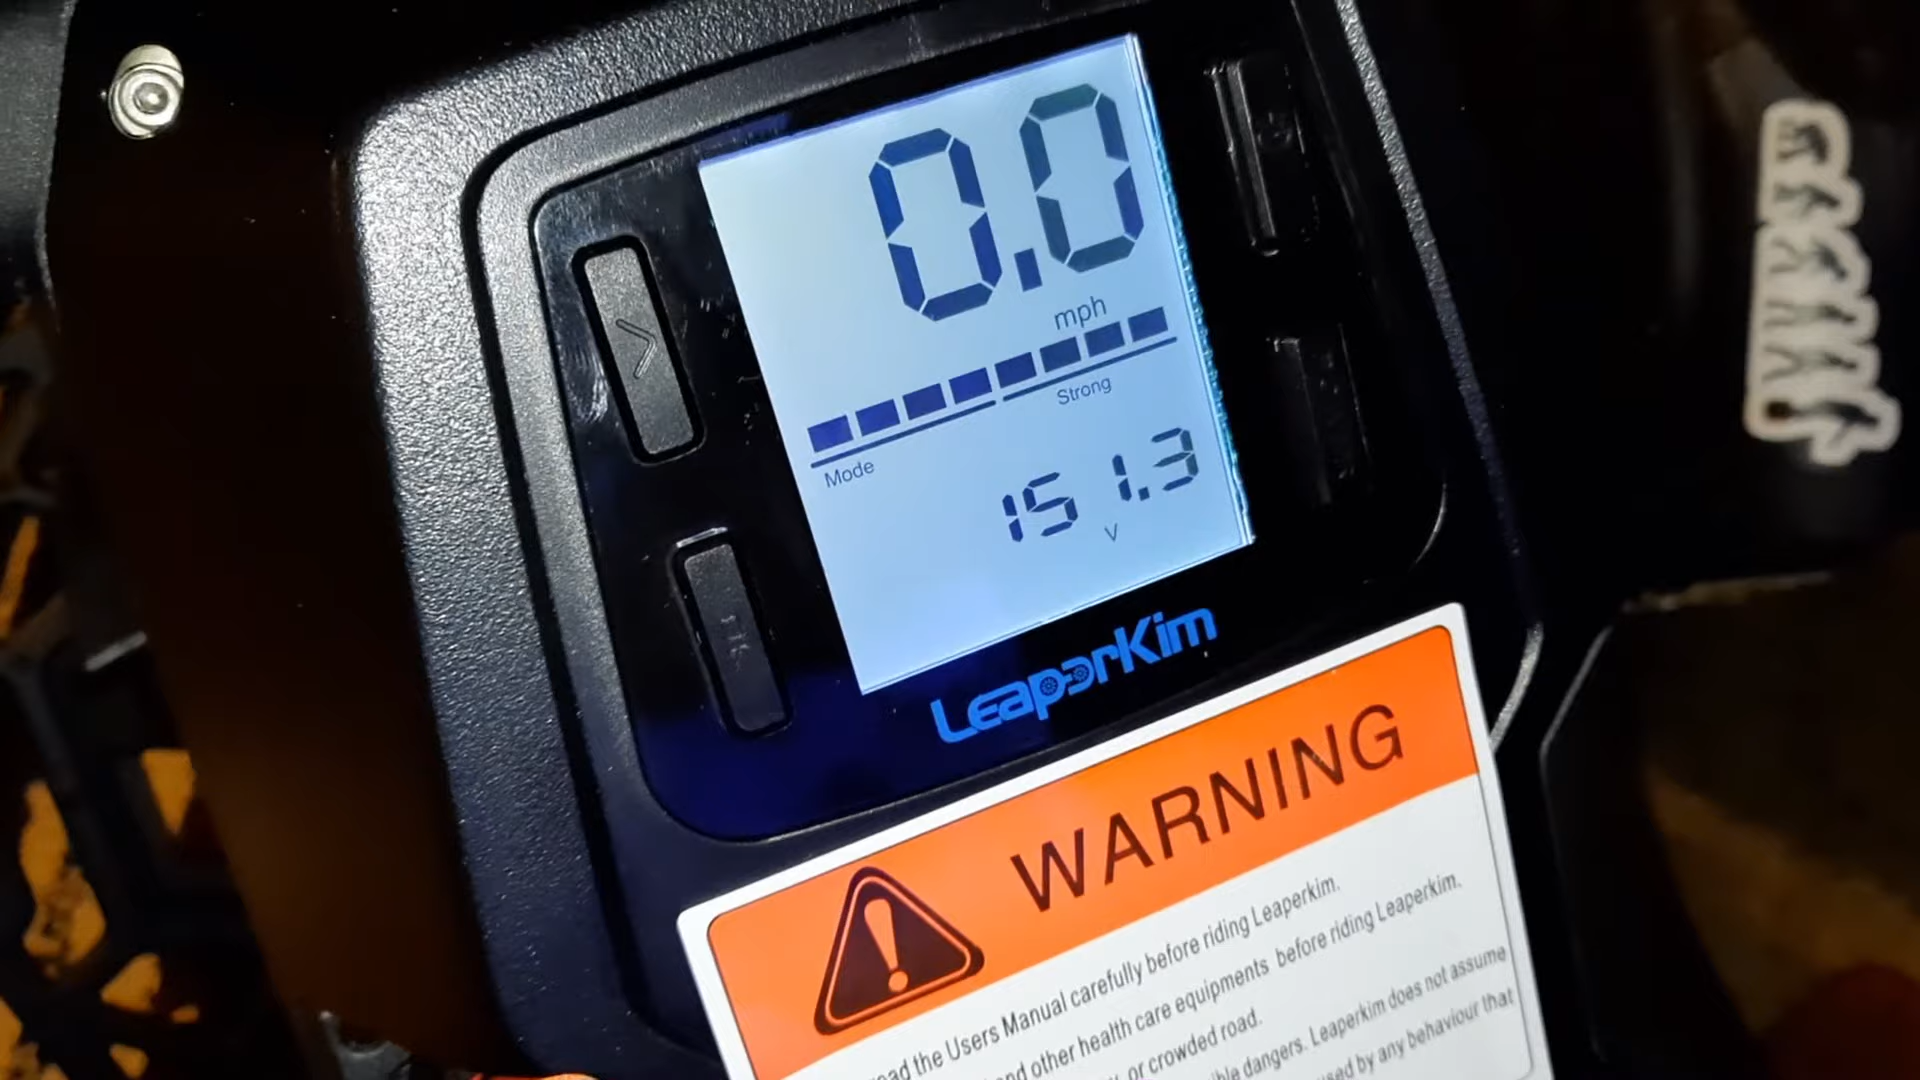 0.0
mph
Strong
Mode
151.3
V
LeaperKim
WARNING
the Users Manual carefully before riding Leaperkim.
and other health care equipments before riding Leaperkim.
or crowded road.
dangers. Leaperkim does not assume
by any behaviour that